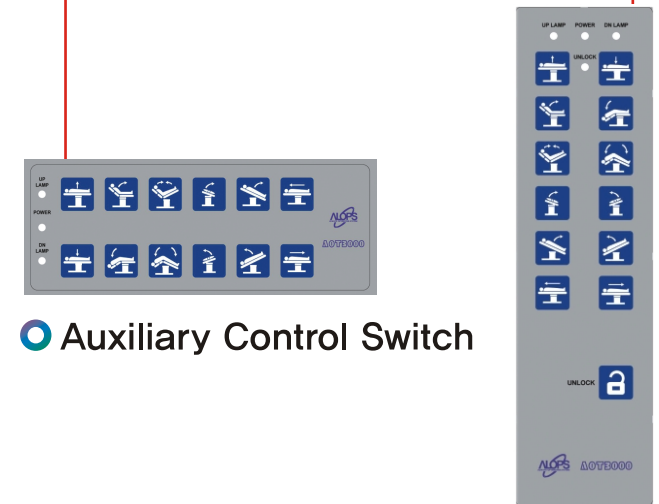 UP LAMP POWER DN LAMP
UNLOCK
UP
LAMP
POWER
DN
LAMP
ALOPS
AOT3000
Auxiliary Control Switch
UNLOCK
ALOPS AOT3000